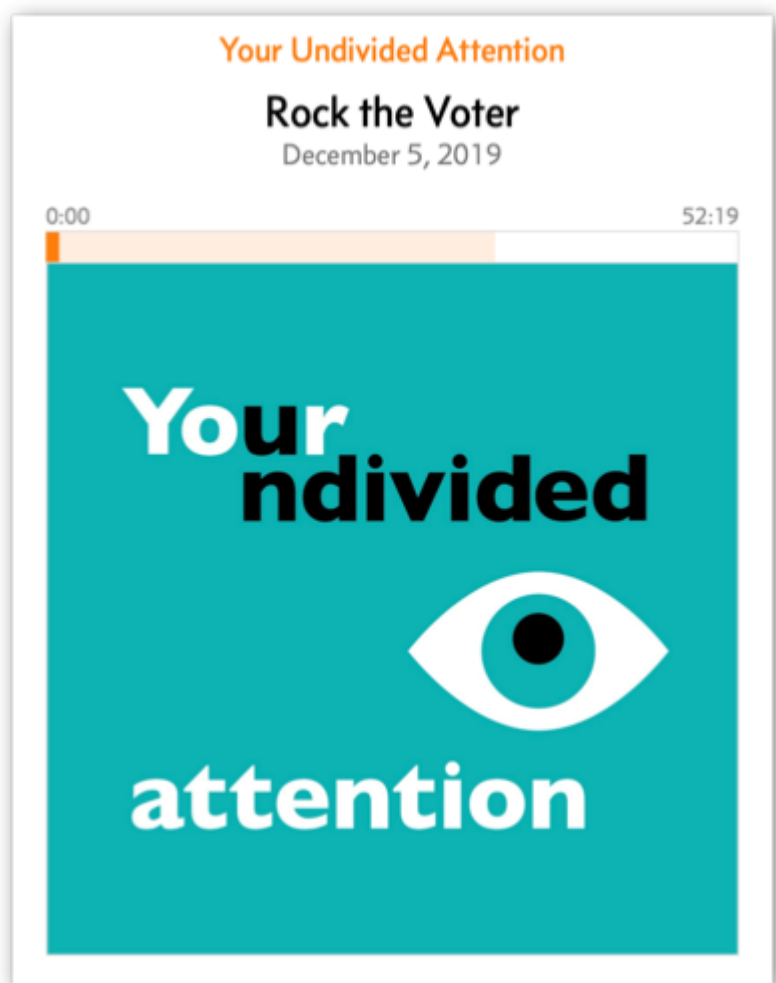 Your Undivided Attention
Rock the Voter
December 5, 2019
0:00 52:19
Your
ndivided
attention